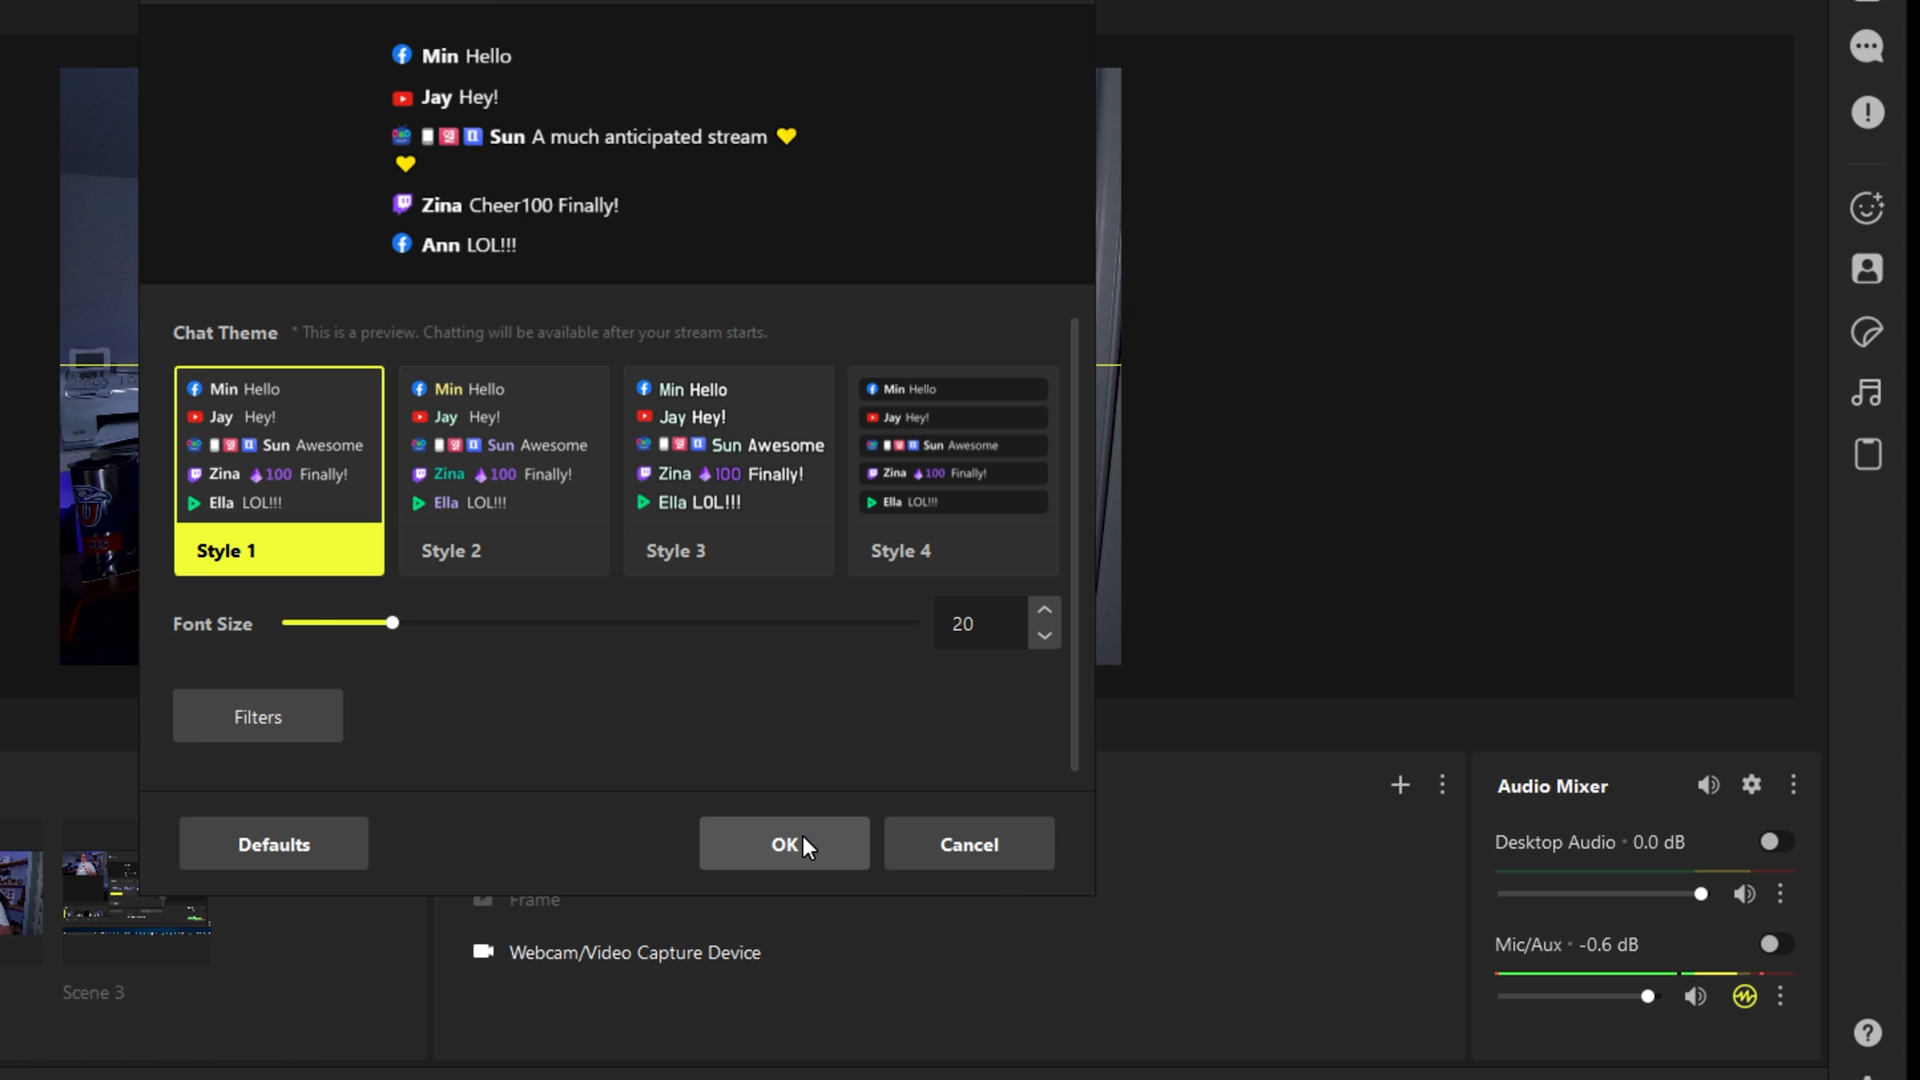 Min Hello
Jay Hey!
Sun A much anticipated stream 💛
💛
Zina Cheer100 Finally!
Ann LOL!!!
Chat Theme * This is a preview. Chatting will be available after your stream starts.
Min Hello
Jay Hey!
Sun Awesome
Zina 100 Finally!
Ella LOL!!!
Style 1
Min Hello
Jay Hey!
Sun Awesome
Zina 100 Finally!
Ella LOL!!!
Style 2
Min Hello
Jay Hey!
Sun Awesome
Zina 100 Finally!
Ella LOL!!!
Style 3
Min Hello
Jay Hey!
Sun Awesome
Zina 100 Finally!
Ella LOL!!!
Style 4
Font Size 20
Filters
Defaults
OK
Cancel
Frame
Webcam/Video Capture Device
Scene 3
Audio Mixer
Desktop Audio • 0.0 dB
Mic/Aux • -0.6 dB